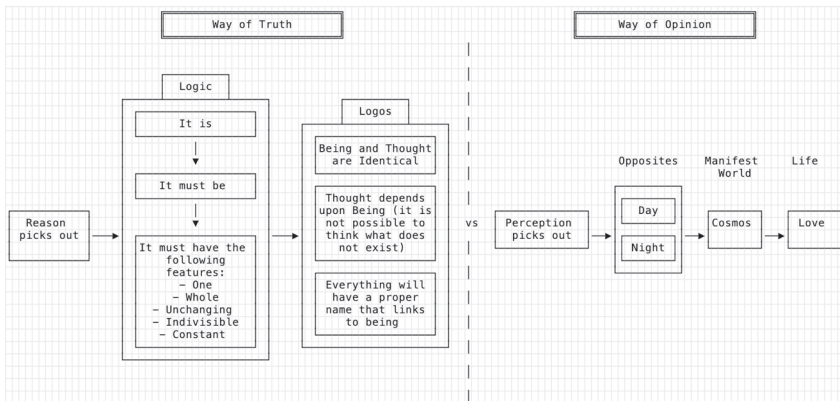 Way of Truth
Way of Opinion
Logic
It is
It must be
Reason
picks out
It must have the
following
features:
– One
– Whole
– Unchanging
– Indivisible
– Constant
Logos
Being and Thought
are Identical
Thought depends
upon Being (it is
not possible to
think what does
not exist)
Everything will
have a proper
name that links
to being
vs
Perception
picks out
Opposites
Day
Night
Manifest
World
Cosmos
Life
Love